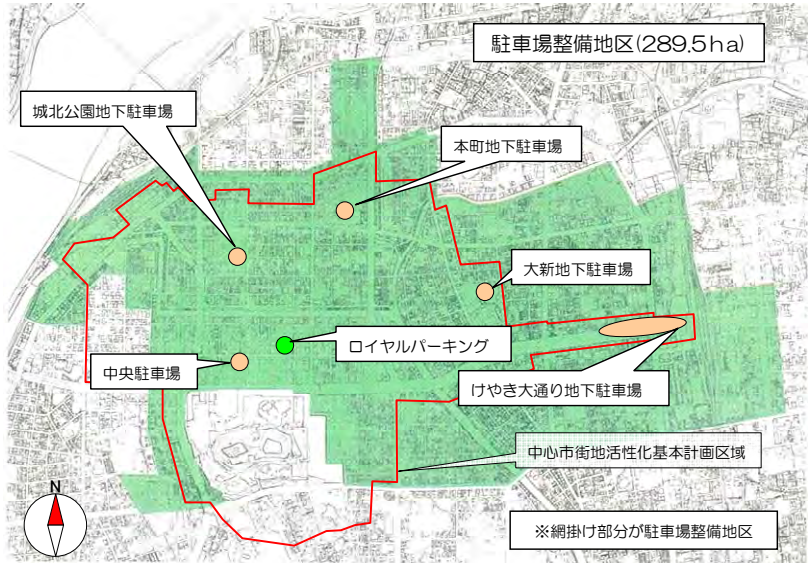 駐車場整備地区(289.5ha)
城北公園地下駐車場
本町地下駐車場
大新地下駐車場
ロイヤルパーキング
中央駐車場
けやき大通り地下駐車場
中心市街地活性化基本計画区域
N
※網掛け部分が駐車場整備地区